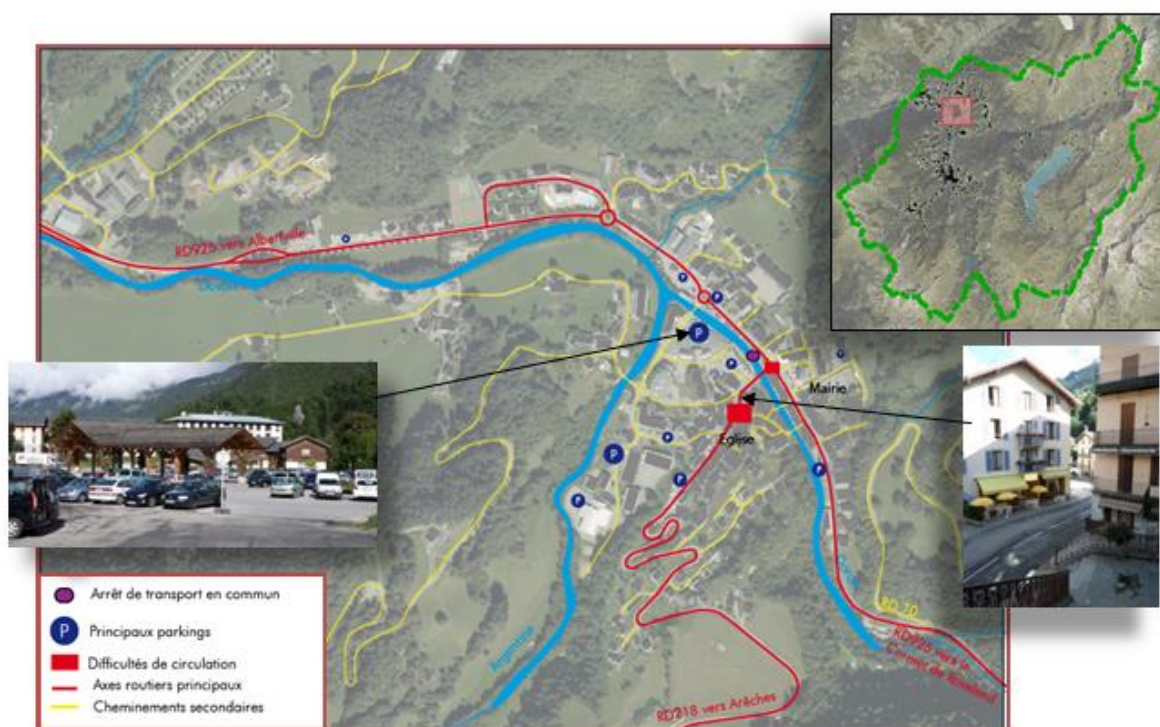 RD925 vers Albertville
Mairie
Eglise
Argentine
RD 70
RD925 vers le
Cormet de Roselend
RD218 vers Arêches
P
P
P
P
P
P
P
Arrêt de transport en commun
P Principaux parkings
Difficultés de circulation
Axes routiers principaux
Cheminements secondaires